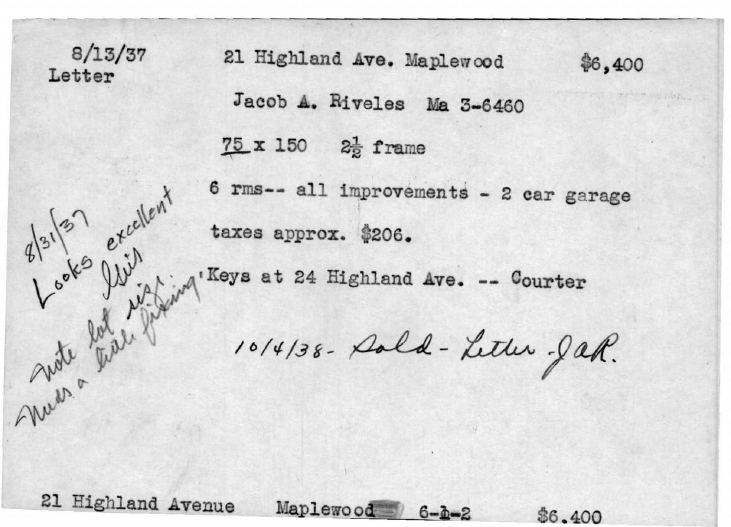 8/13/37 21 Highland Ave. Maplewood $6,400
Letter
Jacob A. Riveles Ma 3-6460
75 x 150 2½ frame
6 rms-- all improvements - 2 car garage
taxes approx. $206.
Keys at 24 Highland Ave. -- Courter
8/31/37
Looks excellent
Note lot size.
Needs a little fixing.
10/4/38 - Sold - Letter - JAR.
21 Highland Avenue Maplewood 6-1-2 $6.400